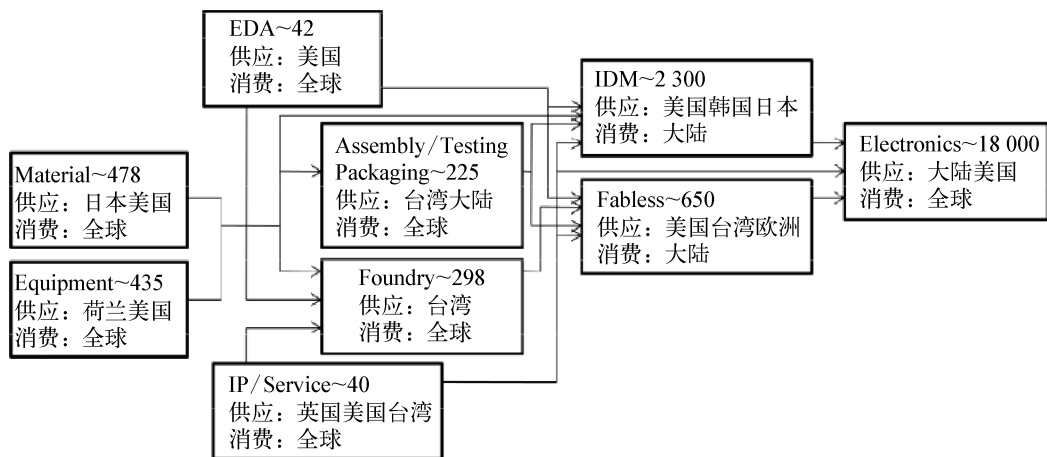 EDA~42
供应：美国
消费：全球
Material~478
供应：日本美国
消费：全球
Equipment~435
供应：荷兰美国
消费：全球
Assembly/Testing
Packaging~225
供应：台湾大陆
消费：全球
Foundry~298
供应：台湾
消费：全球
IP/Service~40
供应：英国美国台湾
消费：全球
IDM~2 300
供应：美国韩国日本
消费：大陆
Fabless~650
供应：美国台湾欧洲
消费：大陆
Electronics~18 000
供应：大陆美国
消费：全球